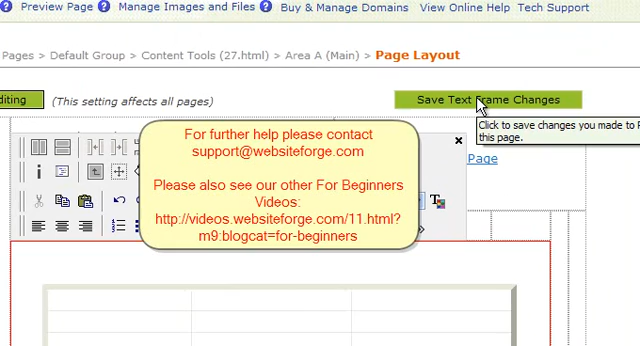 Preview Page Manage Images and Files Buy & Manage Domains View Online Help Tech Support
Pages > Default Group > Content Tools (27.html) > Area A (Main) > Page Layout
diting (This setting affects all pages) Save Text Frame Changes
Click to save changes you made to
this page.
Page
For further help please contact
support@websiteforge.com
Please also see our other For Beginners
Videos:
http://videos.websiteforge.com/11.html?
m9:blogcat=for-beginners